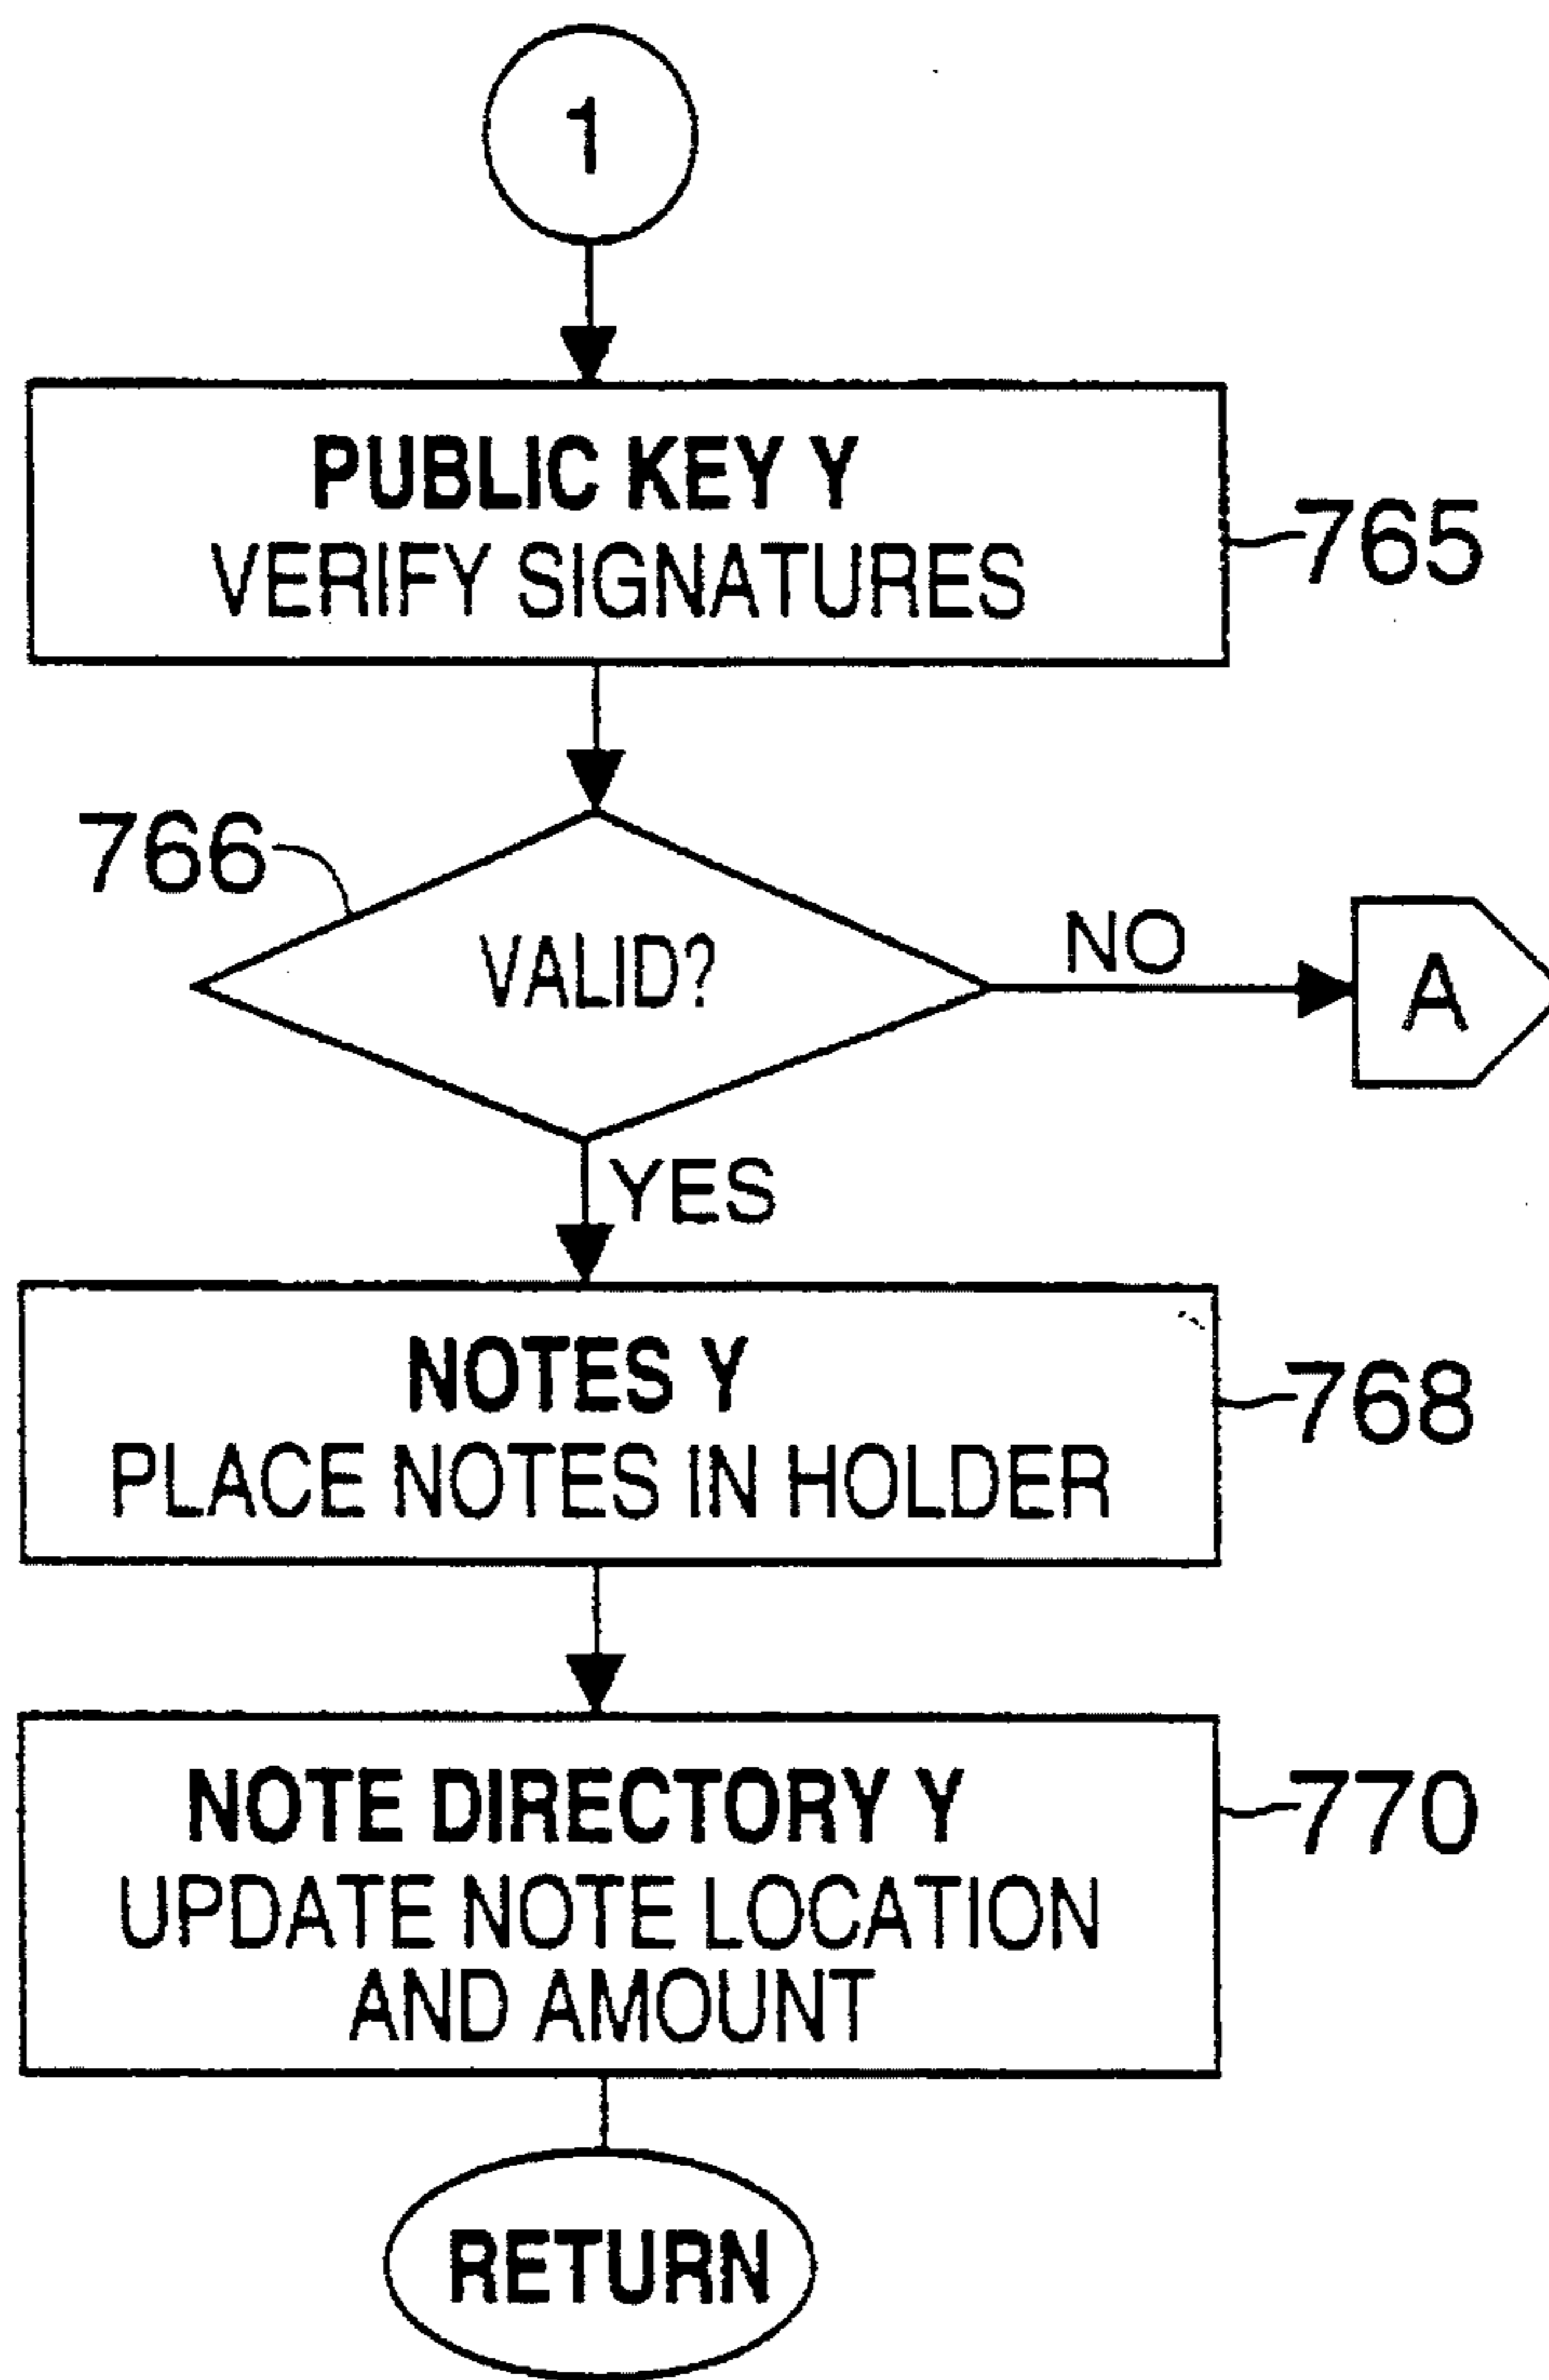 1
PUBLIC KEY Y
VERIFY SIGNATURES
765
766
VALID?
NO
A
YES
NOTES Y
PLACE NOTES IN HOLDER
768
NOTE DIRECTORY Y
UPDATE NOTE LOCATION
AND AMOUNT
770
RETURN